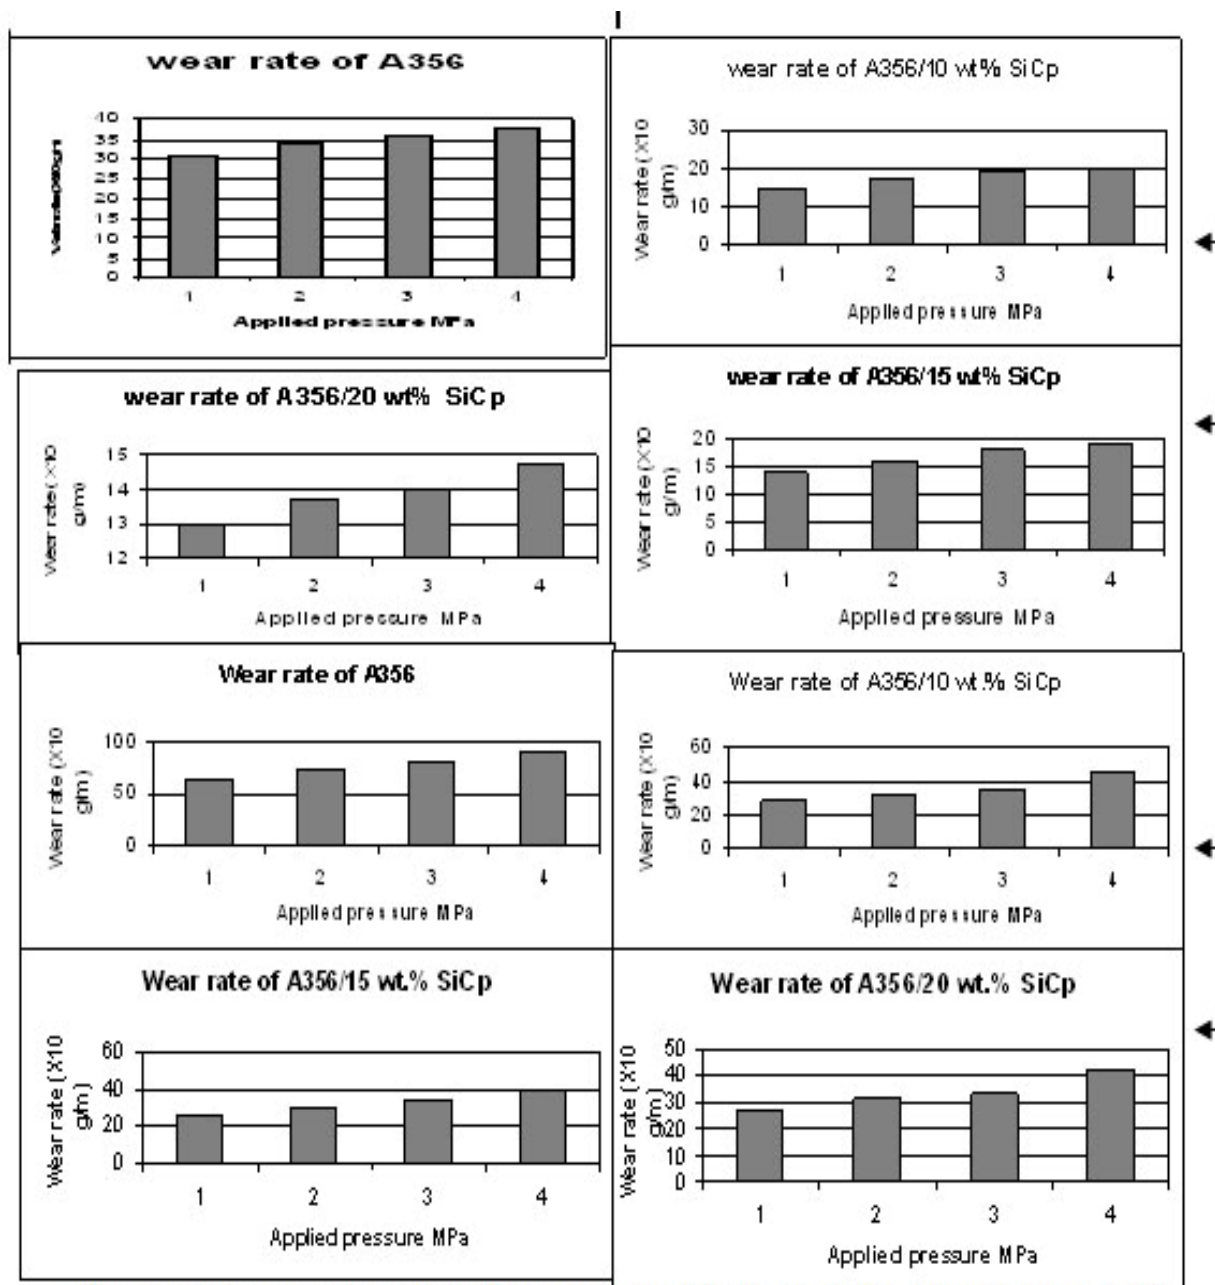 wear rate of A356
40
35
30
25
20
15
10
5
0
1 2 3 4
Applied pressure MPa
wear rate of A356/10 wt% SiCp
Wear rate (X10
g/m)
30
20
10
0
1 2 3 4
Applied pressure MPa
wear rate of A356/20 wt% SiCp
Wear rate( X10
g/m)
15
14
13
12
1 2 3 4
Applied pressure MPa
wear rate of A356/15 wt% SiCp
Wear rate (X10
g/m)
20
15
10
5
0
1 2 3 4
Applied pressure MPa
Wear rate of A356
Wear rate (X10
g/m)
100
50
0
1 2 3 4
Applied pressure MPa
Wear rate of A356/10 wt.% SiCp
Wear rate (X10
g/m)
60
40
20
0
1 2 3 4
Applied pressure MPa
Wear rate of A356/15 wt.% SiCp
Wear rate (X10
g/m)
60
40
20
0
1 2 3 4
Applied pressure MPa
Wear rate of A356/20 wt.% SiCp
Wear rate (X10
g/m)
50
40
30
20
10
0
1 2 3 4
Applied pressure MPa